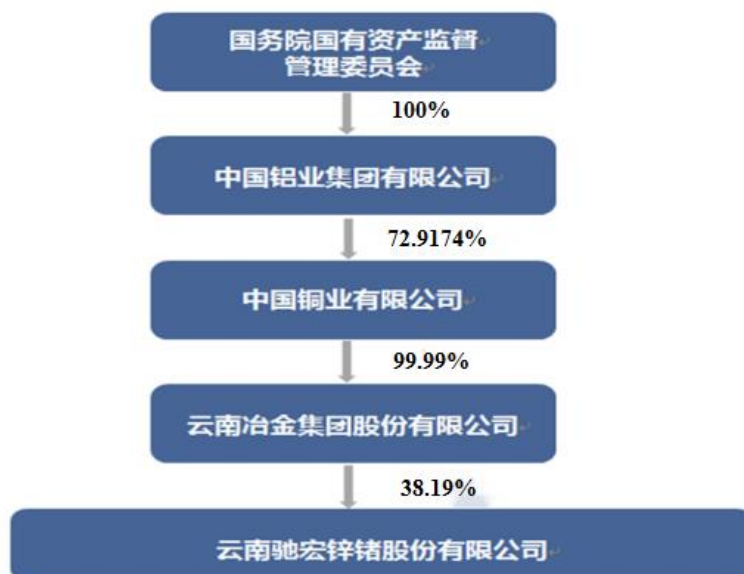 国务院国有资产监督
管理委员会
100%
中国铝业集团有限公司
72.9174%
中国铜业有限公司
99.99%
云南冶金集团股份有限公司
38.19%
云南驰宏锌锗股份有限公司